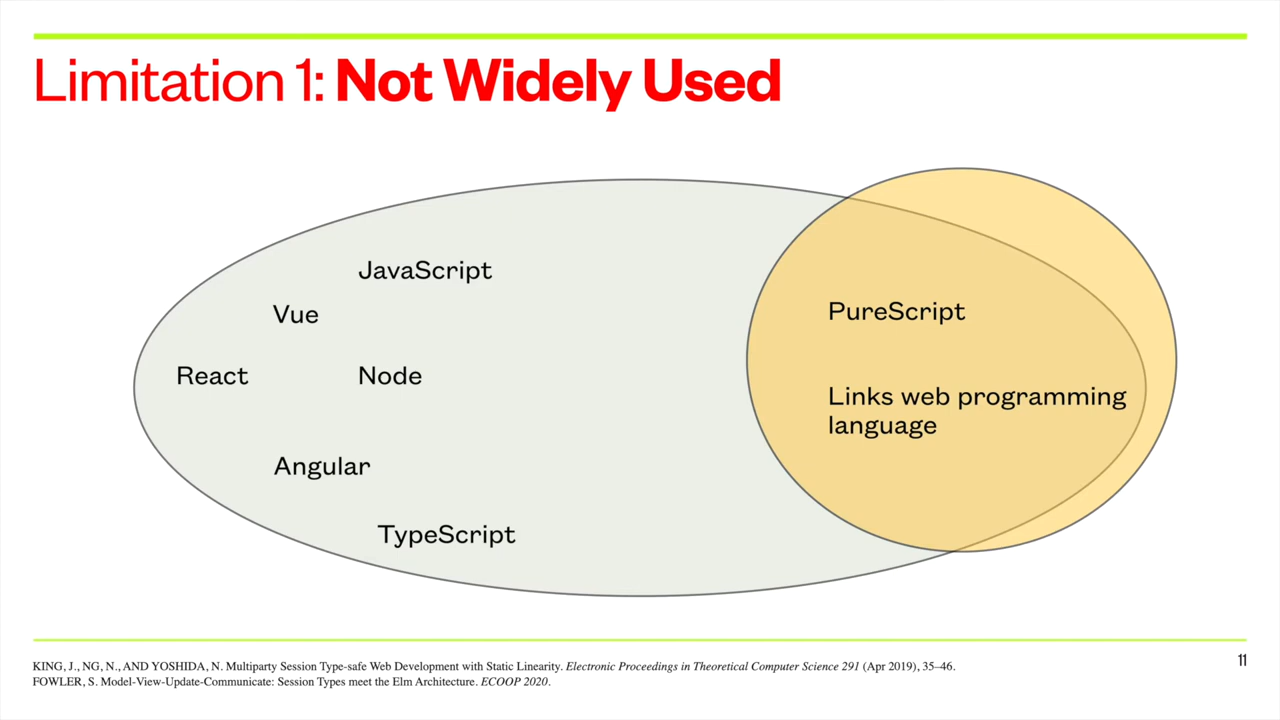 Limitation 1: Not Widely Used
JavaScript
Vue
React
Node
Angular
TypeScript
PureScript
Links web programming
language
KING, J., NG, N., AND YOSHIDA, N. Multiparty Session Type-safe Web Development with Static Linearity. Electronic Proceedings in Theoretical Computer Science 291 (Apr 2019), 35–46.
FOWLER, S. Model-View-Update-Communicate: Session Types meet the Elm Architecture. ECOOP 2020.
11